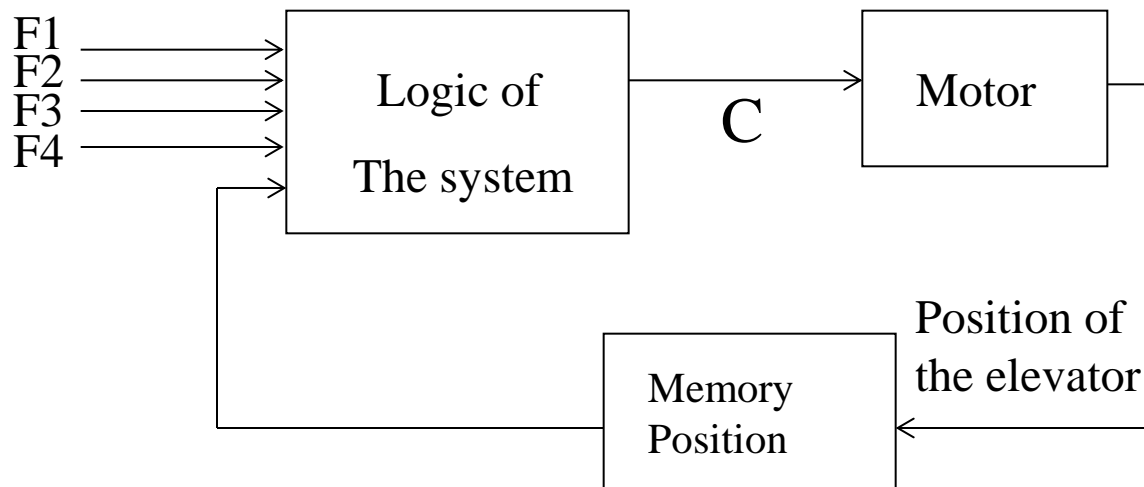 F1
F2
F3
F4
Logic of
The system
C
Motor
Position of
the elevator
Memory
Position